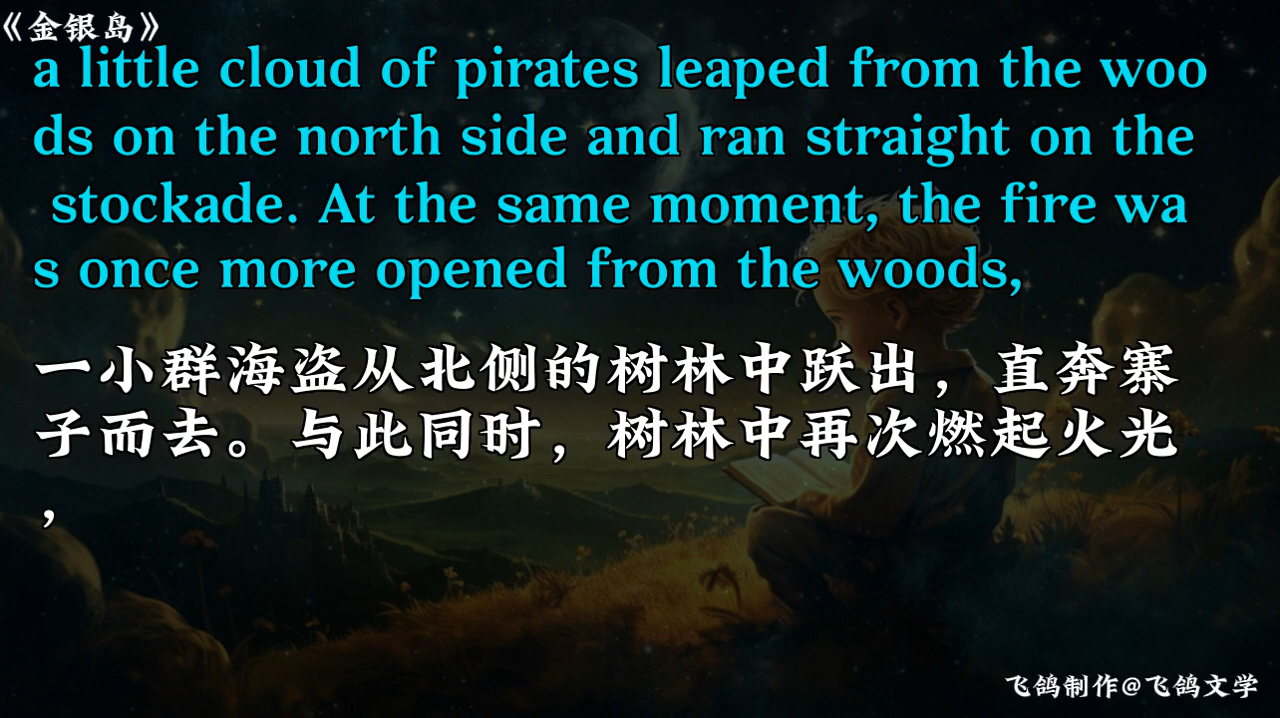 《金银岛》
a little cloud of pirates leaped from the woo
ds on the north side and ran straight on the
stockade. At the same moment, the fire wa
s once more opened from the woods,
一小群海盗从北侧的树林中跃出，直奔寨
子而去。与此同时，树林中再次燃起火光
，
飞鸽制作@飞鸽文学